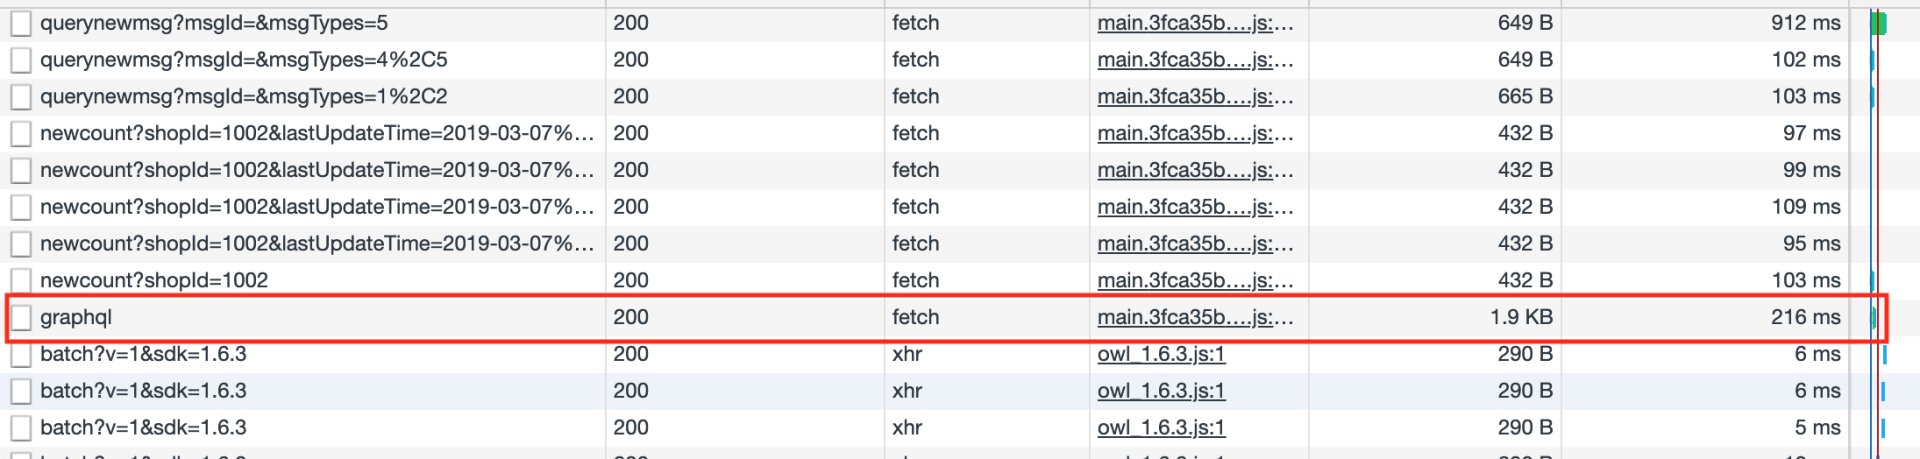 querynewmsg?msgId=&msgTypes=5 200 fetch main.3fca35b….js:… 649 B 912 ms
querynewmsg?msgId=&msgTypes=4%2C5 200 fetch main.3fca35b….js:… 649 B 102 ms
querynewmsg?msgId=&msgTypes=1%2C2 200 fetch main.3fca35b….js:… 665 B 103 ms
newcount?shopId=1002&lastUpdateTime=2019-03-07%… 200 fetch main.3fca35b….js:… 432 B 97 ms
newcount?shopId=1002&lastUpdateTime=2019-03-07%… 200 fetch main.3fca35b….js:… 432 B 99 ms
newcount?shopId=1002&lastUpdateTime=2019-03-07%… 200 fetch main.3fca35b….js:… 432 B 109 ms
newcount?shopId=1002&lastUpdateTime=2019-03-07%… 200 fetch main.3fca35b….js:… 432 B 95 ms
newcount?shopId=1002 200 fetch main.3fca35b….js:… 432 B 103 ms
graphql 200 fetch main.3fca35b….js:… 1.9 KB 216 ms
batch?v=1&sdk=1.6.3 200 xhr owl_1.6.3.js:1 290 B 6 ms
batch?v=1&sdk=1.6.3 200 xhr owl_1.6.3.js:1 290 B 6 ms
batch?v=1&sdk=1.6.3 200 xhr owl_1.6.3.js:1 290 B 5 ms